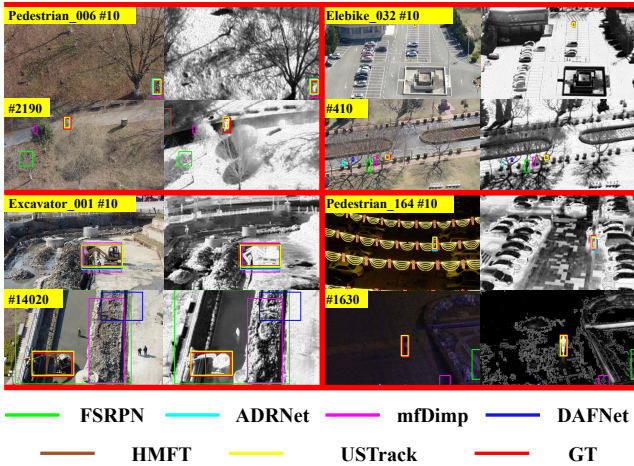 Pedestrian_006 #10
Elebike_032 #10
#2190
#410
Excavator_001 #10
Pedestrian_164 #10
#14020
#1630
FSRPN
ADRNet
mfDimp
DAFNet
HMFT
USTrack
GT